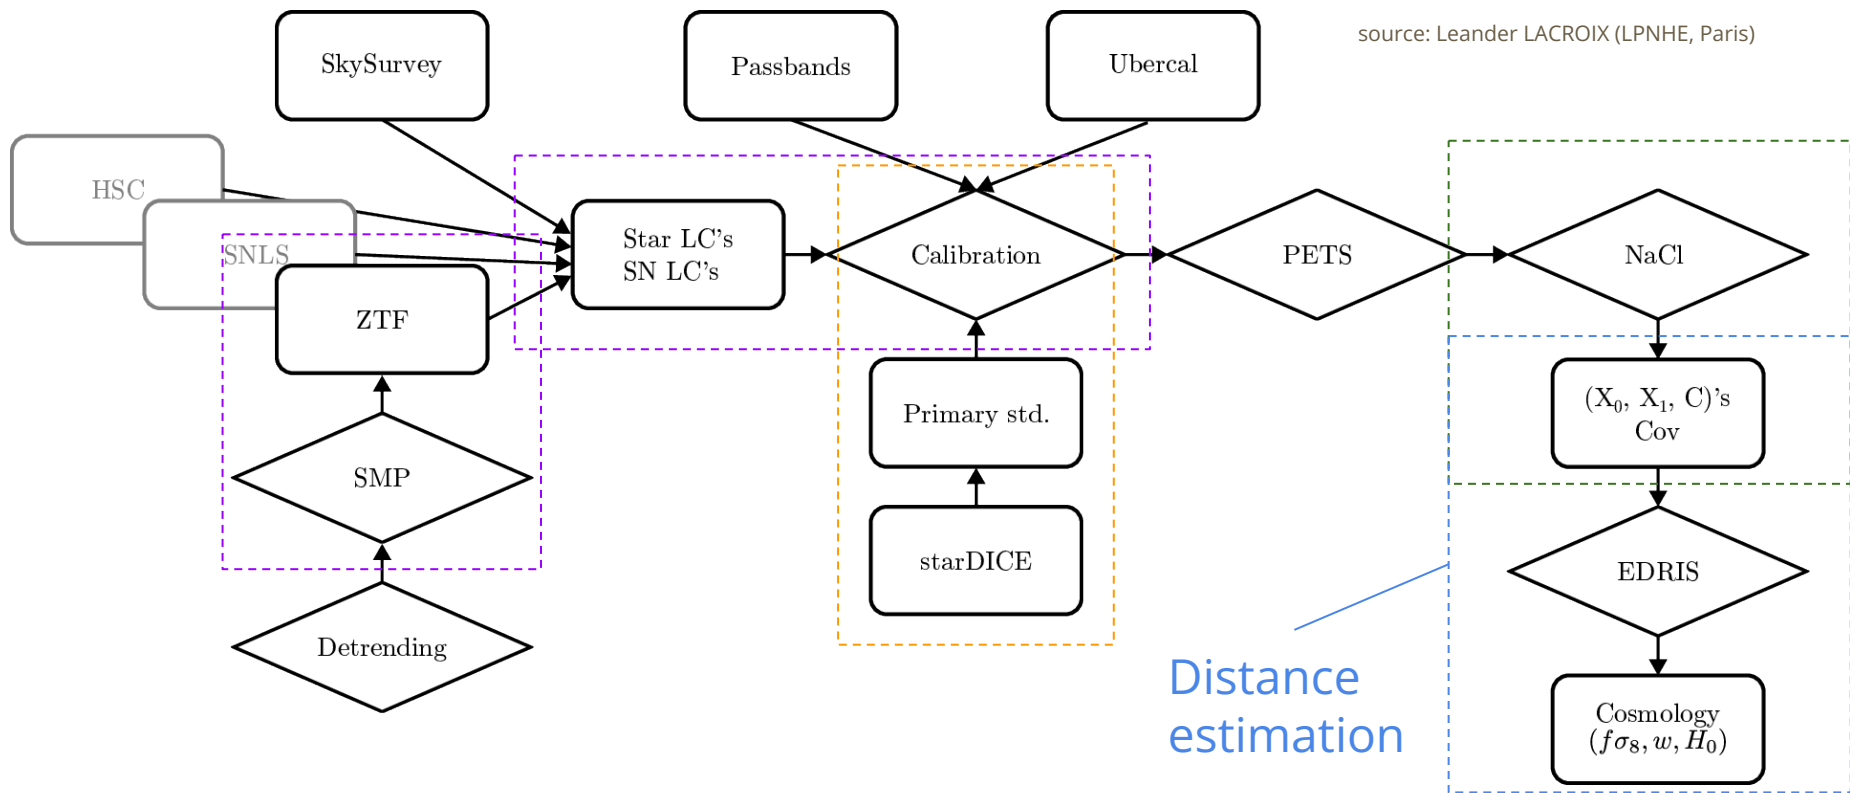 SkySurvey
Passbands
Ubercal
source: Leander LACROIX (LPNHE, Paris)
HSC
SNLS
ZTF
Star LC's
SN LC's
Calibration
PETS
NaCl
SMP
Primary std.
(X₀, X₁, C)'s
Cov
Detrending
starDICE
EDRIS
Distance
estimation
Cosmology
(fσ₈, w, H₀)